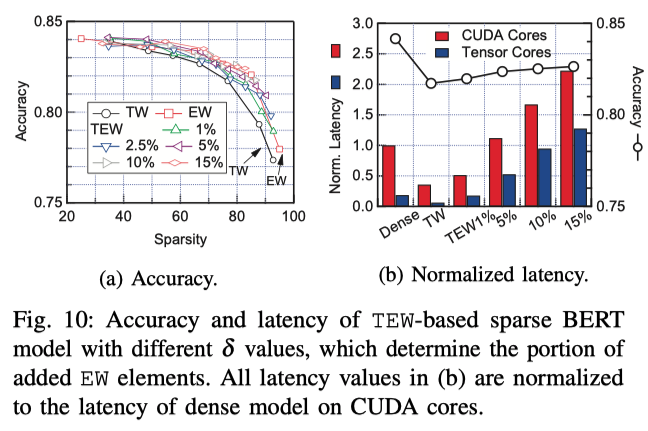 0.85
0.80
0.75
Accuracy
TW
EW
TEW
1%
2.5%
5%
10%
15%
TW
EW
25
40
60
80
100
Sparsity
(a) Accuracy.
3.0
2.5
2.0
1.5
1.0
0.5
0.0
Norm. Latency
CUDA Cores
Tensor Cores
0.85
0.80
0.75
Accuracy
Dense
TW
TEW1%
5%
10%
15%
(b) Normalized latency.
Fig. 10: Accuracy and latency of TEW-based sparse BERT
model with different δ values, which determine the portion of
added EW elements. All latency values in (b) are normalized
to the latency of dense model on CUDA cores.